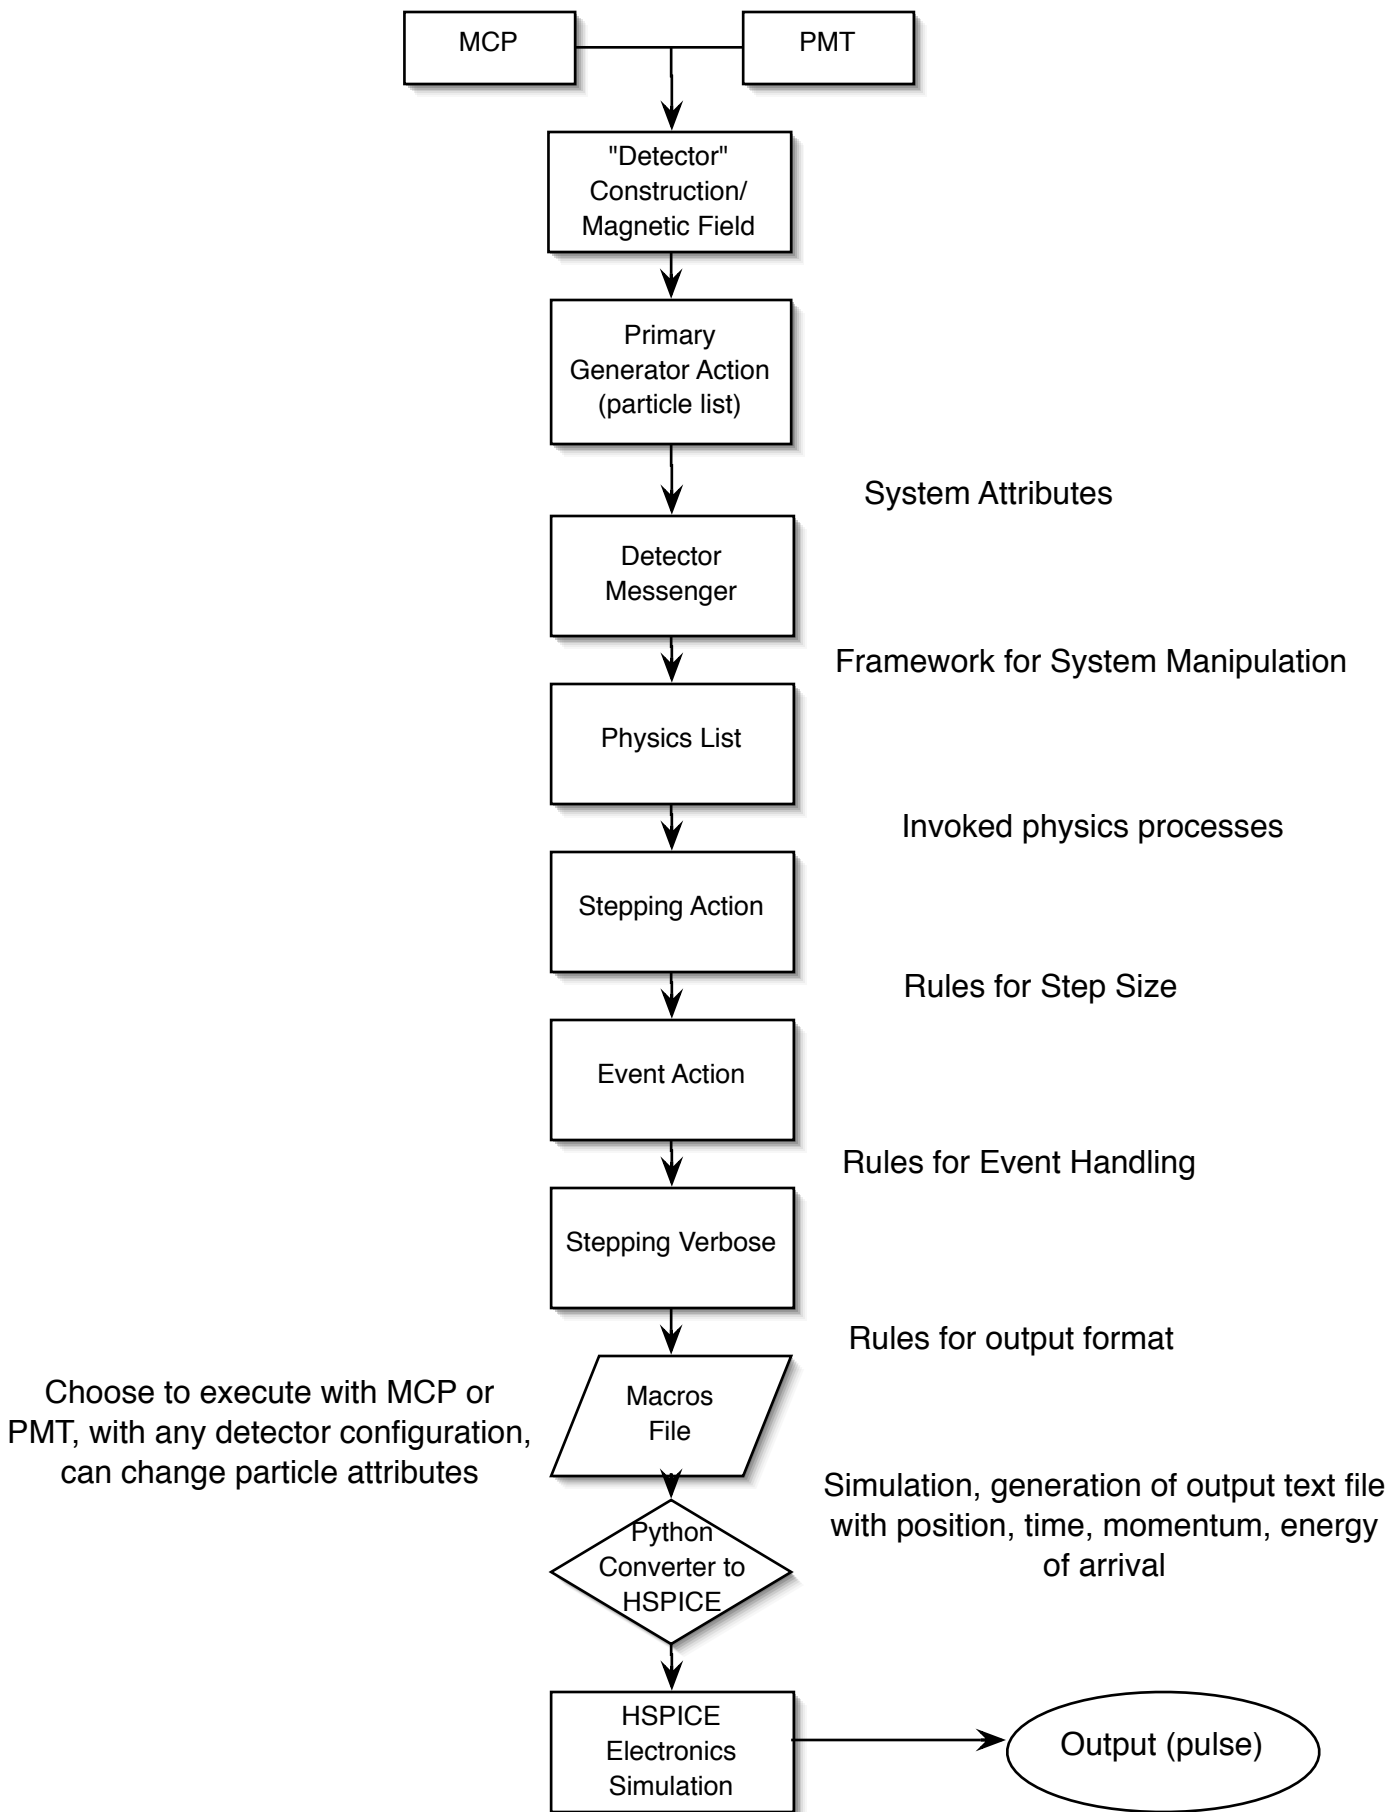 MCP
PMT
"Detector"
Construction/
Magnetic Field
Primary
Generator Action
(particle list)
System Attributes
Detector
Messenger
Framework for System Manipulation
Physics List
Invoked physics processes
Stepping Action
Rules for Step Size
Event Action
Rules for Event Handling
Stepping Verbose
Rules for output format
Choose to execute with MCP or
PMT, with any detector configuration,
can change particle attributes
Macros
File
Simulation, generation of output text file
with position, time, momentum, energy
of arrival
Python
Converter to
HSPICE
HSPICE
Electronics
Simulation
Output (pulse)